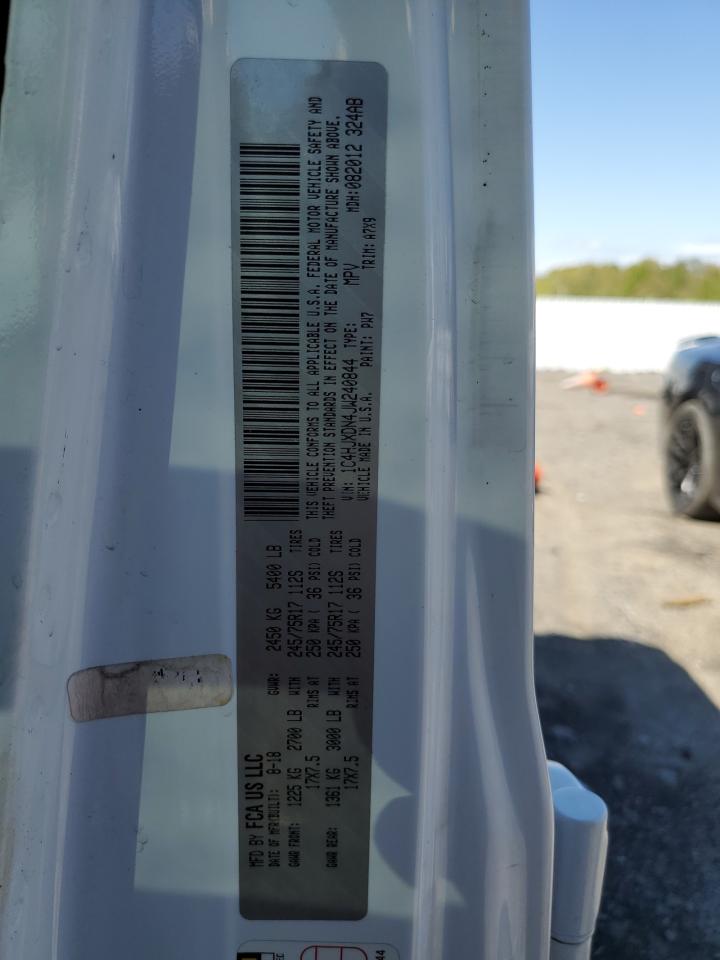 MFD BY FCA US LLC
DATE OF MFR(BUILT): 8-18 GVWR: 2450 KG 5400 LB
GAWR FRONT: 1225 KG 2700 LB WITH 245/75R17 112S TIRES
17X7.5 RIMS AT 250 KPA ( 36 PSI) COLD
GAWR REAR: 1361 KG 3000 LB WITH 245/75R17 112S TIRES
17X7.5 RIMS AT 250 KPA ( 36 PSI) COLD
THIS VEHICLE CONFORMS TO ALL APPLICABLE U.S.A. FEDERAL MOTOR VEHICLE SAFETY AND
THEFT PREVENTION STANDARDS IN EFFECT ON THE DATE OF MANUFACTURE SHOWN ABOVE.
VIN: 1C4HJXDN4JW240844 TYPE: MPV MDH:082012 324AB
VEHICLE MADE IN U.S.A. PAINT: PW7 TRIM: A7X9
44